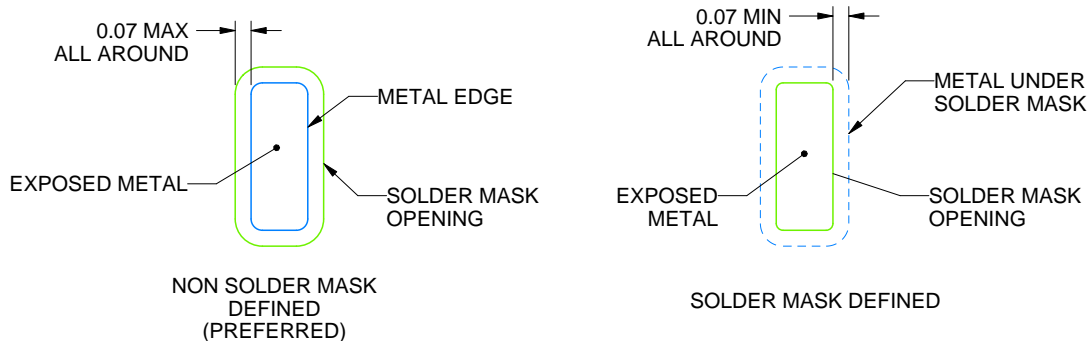 0.07 MAX
ALL AROUND
METAL EDGE
EXPOSED METAL
SOLDER MASK
OPENING
NON SOLDER MASK
DEFINED
(PREFERRED)
0.07 MIN
ALL AROUND
METAL UNDER
SOLDER MASK
EXPOSED
METAL
SOLDER MASK
OPENING
SOLDER MASK DEFINED